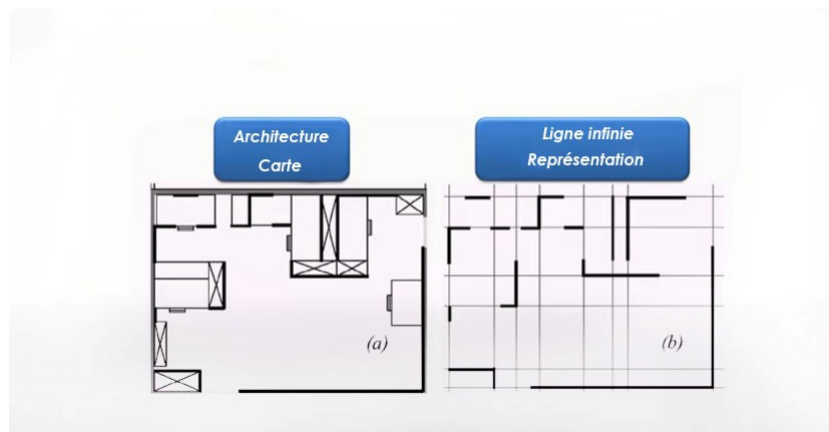 Architecture
Carte
Ligne infinie
Représentation
(a)
(b)